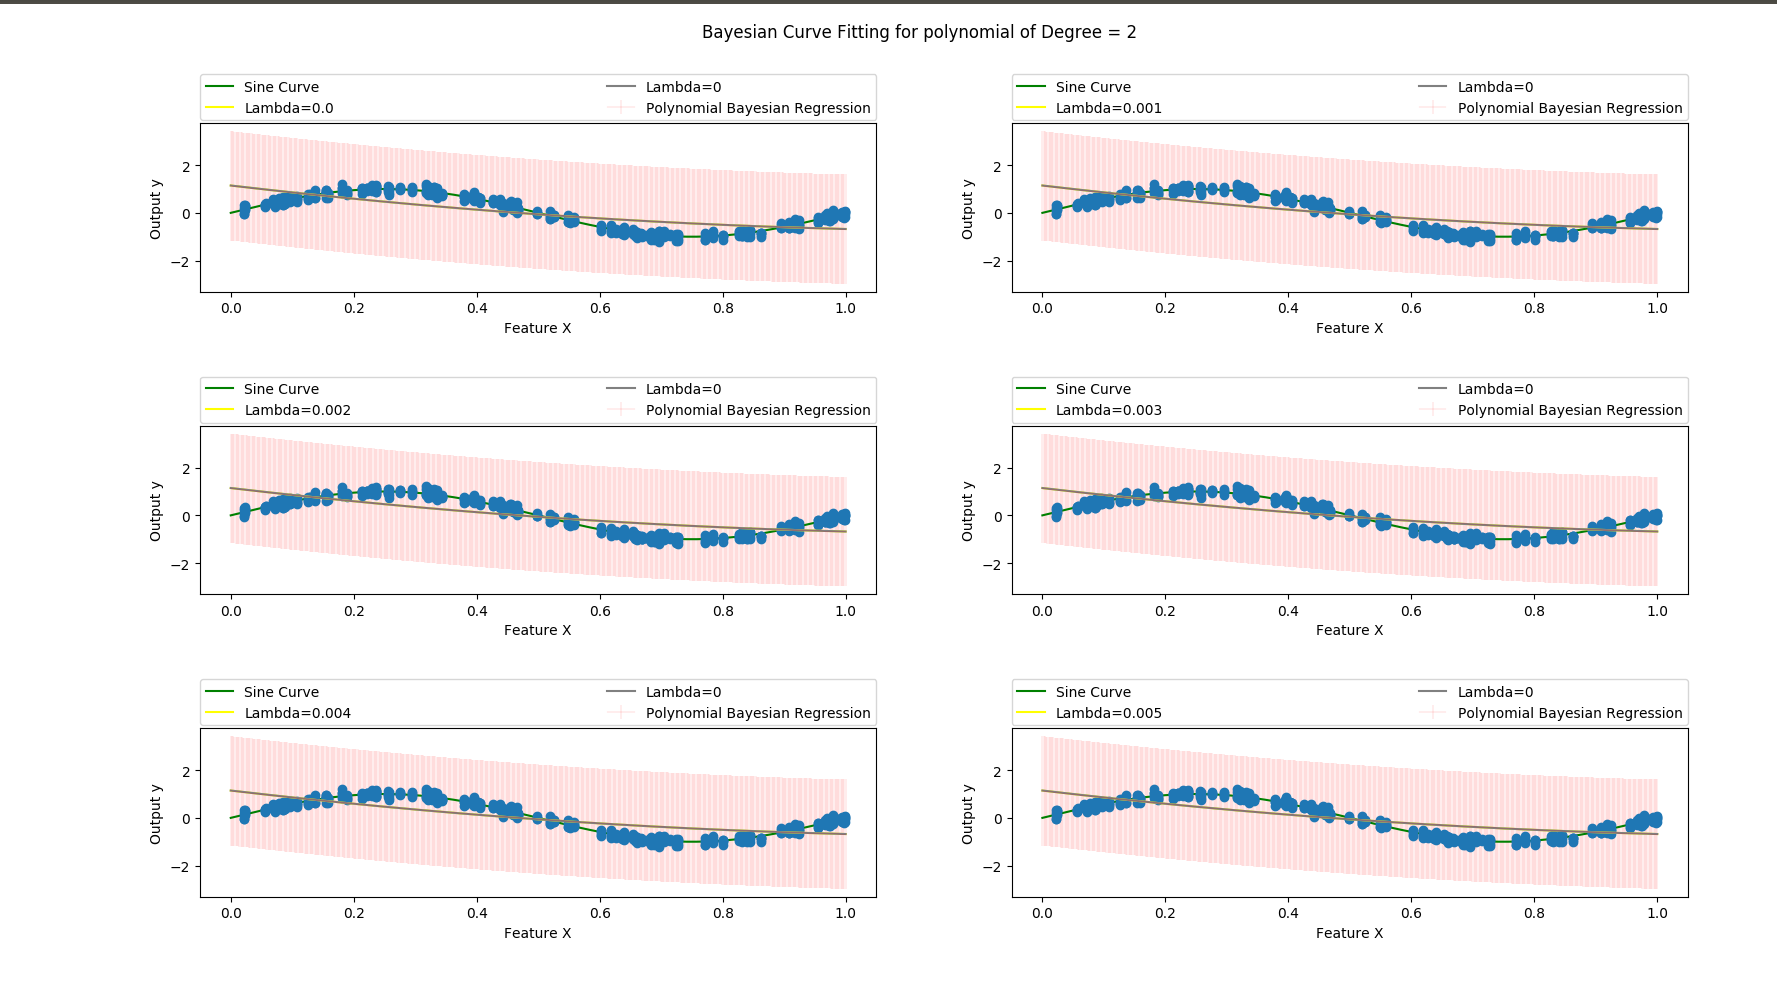 Bayesian Curve Fitting for polynomial of Degree = 2
Sine Curve
Lambda=0.0
Lambda=0
Polynomial Bayesian Regression
2
0
−2
Output y
0.0 0.2 0.4 0.6 0.8 1.0
Feature X
Sine Curve
Lambda=0.001
Lambda=0
Polynomial Bayesian Regression
2
0
−2
Output y
0.0 0.2 0.4 0.6 0.8 1.0
Feature X
Sine Curve
Lambda=0.002
Lambda=0
Polynomial Bayesian Regression
2
0
−2
Output y
0.0 0.2 0.4 0.6 0.8 1.0
Feature X
Sine Curve
Lambda=0.003
Lambda=0
Polynomial Bayesian Regression
2
0
−2
Output y
0.0 0.2 0.4 0.6 0.8 1.0
Feature X
Sine Curve
Lambda=0.004
Lambda=0
Polynomial Bayesian Regression
2
0
−2
Output y
0.0 0.2 0.4 0.6 0.8 1.0
Feature X
Sine Curve
Lambda=0.005
Lambda=0
Polynomial Bayesian Regression
2
0
−2
Output y
0.0 0.2 0.4 0.6 0.8 1.0
Feature X